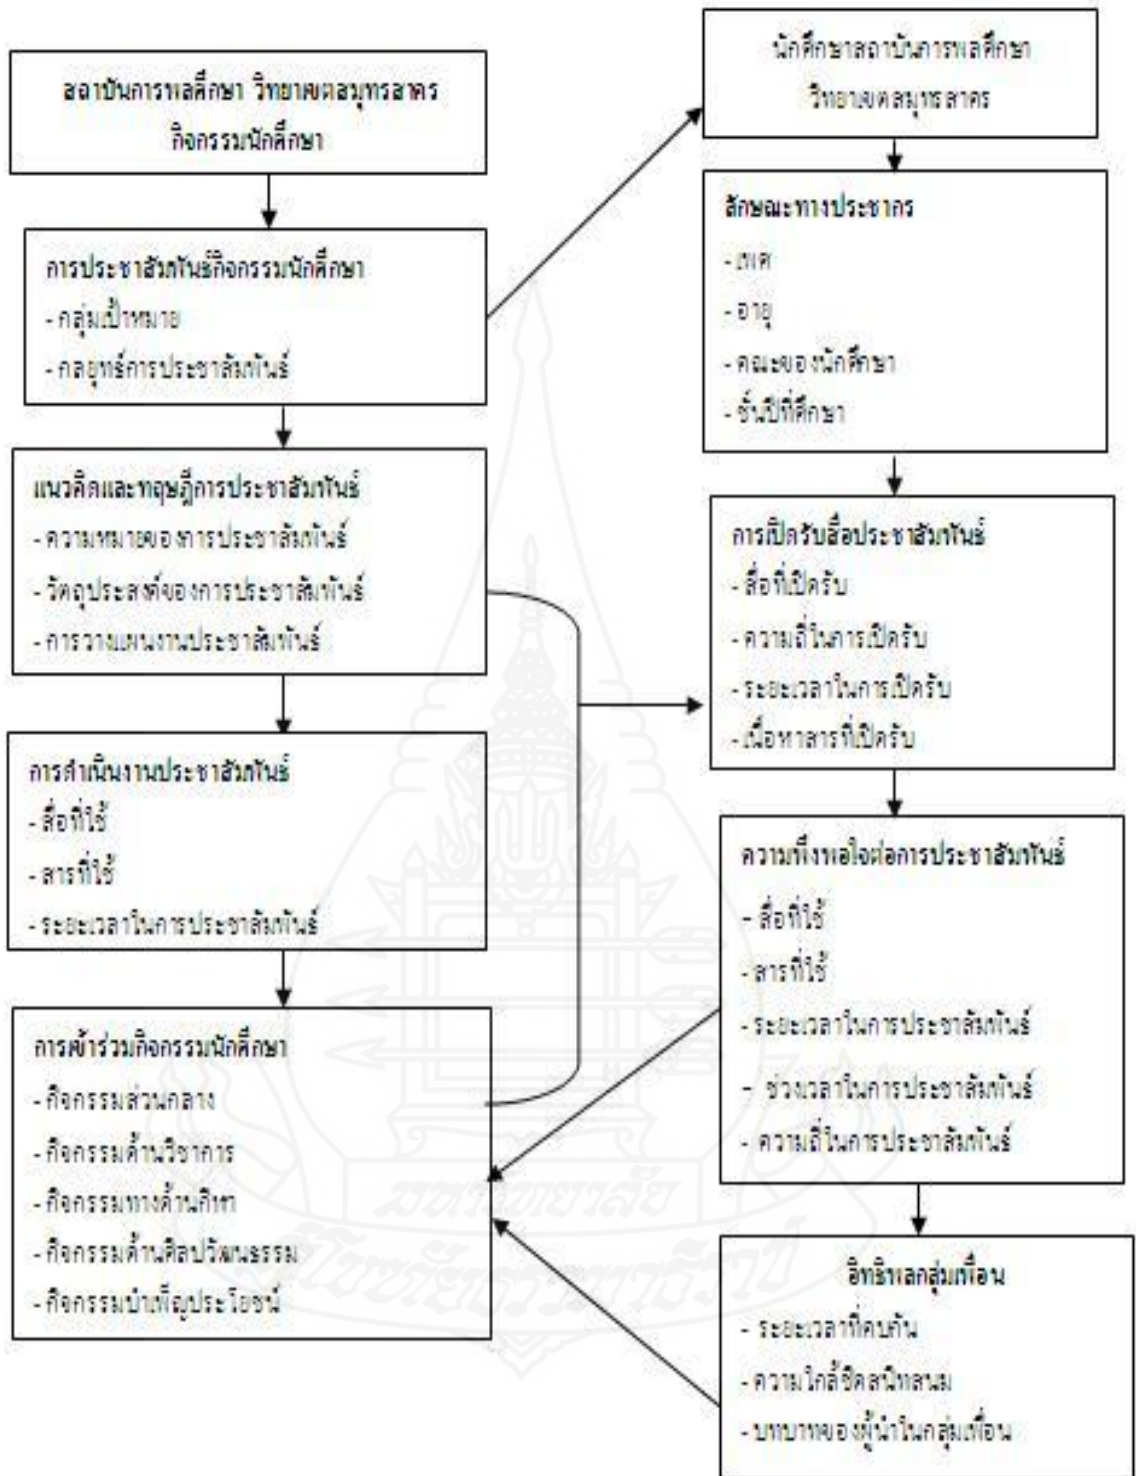 สถาบันการพลศึกษา วิทยาเขตสมุทรสาคร
กิจกรรมนักศึกษา
การประชาสัมพันธ์กิจกรรมนักศึกษา
- กลุ่มเป้าหมาย
- กลยุทธ์การประชาสัมพันธ์
แนวคิดและทฤษฎีการประชาสัมพันธ์
- ความหมายของการประชาสัมพันธ์
- วัตถุประสงค์ของการประชาสัมพันธ์
- การวางแผนงานประชาสัมพันธ์
การดำเนินงานประชาสัมพันธ์
- สื่อที่ใช้
- สารที่ใช้
- ระยะเวลาในการประชาสัมพันธ์
การเข้าร่วมกิจกรรมนักศึกษา
- กิจกรรมส่วนกลาง
- กิจกรรมด้านวิชาการ
- กิจกรรมทางด้านกีฬา
- กิจกรรมด้านศิลปวัฒนธรรม
- กิจกรรมบำเพ็ญประโยชน์
นักศึกษาสถาบันการพลศึกษา
วิทยาเขตสมุทรสาคร
ลักษณะทางประชากร
- เพศ
- อายุ
- คณะของนักศึกษา
- ชั้นปีที่ศึกษา
การเปิดรับสื่อประชาสัมพันธ์
- สื่อที่เปิดรับ
- ความถี่ในการเปิดรับ
- ระยะเวลาในการเปิดรับ
- เนื้อหาสารที่เปิดรับ
ความพึงพอใจต่อการประชาสัมพันธ์
- สื่อที่ใช้
- สารที่ใช้
- ระยะเวลาในการประชาสัมพันธ์
- ช่วงเวลาในการประชาสัมพันธ์
- ความถี่ในการประชาสัมพันธ์
อิทธิพลกลุ่มเพื่อน
- ระยะเวลาที่คบกัน
- ความใกล้ชิดสนิทสนม
- บทบาทของผู้นำในกลุ่มเพื่อน
มหาวิทยาลัย
สุโขทัยธรรมาธิราช